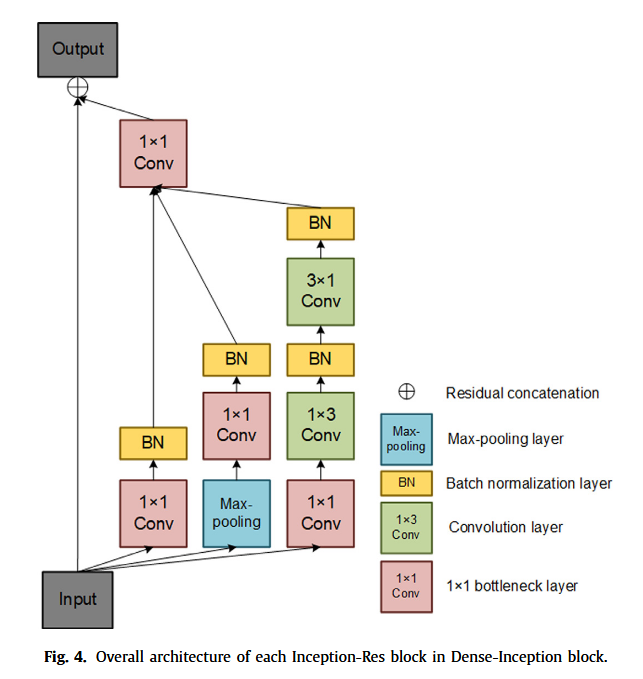 Output
1×1
Conv
BN
3×1
Conv
BN
BN
1×1
Conv
1×3
Conv
BN
1×1
Conv
Max-
pooling
1×1
Conv
Input
Residual concatenation
Max-
pooling
Max-pooling layer
BN
Batch normalization layer
1×3
Conv
Convolution layer
1×1
Conv
1×1 bottleneck layer
Fig. 4. Overall architecture of each Inception-Res block in Dense-Inception block.